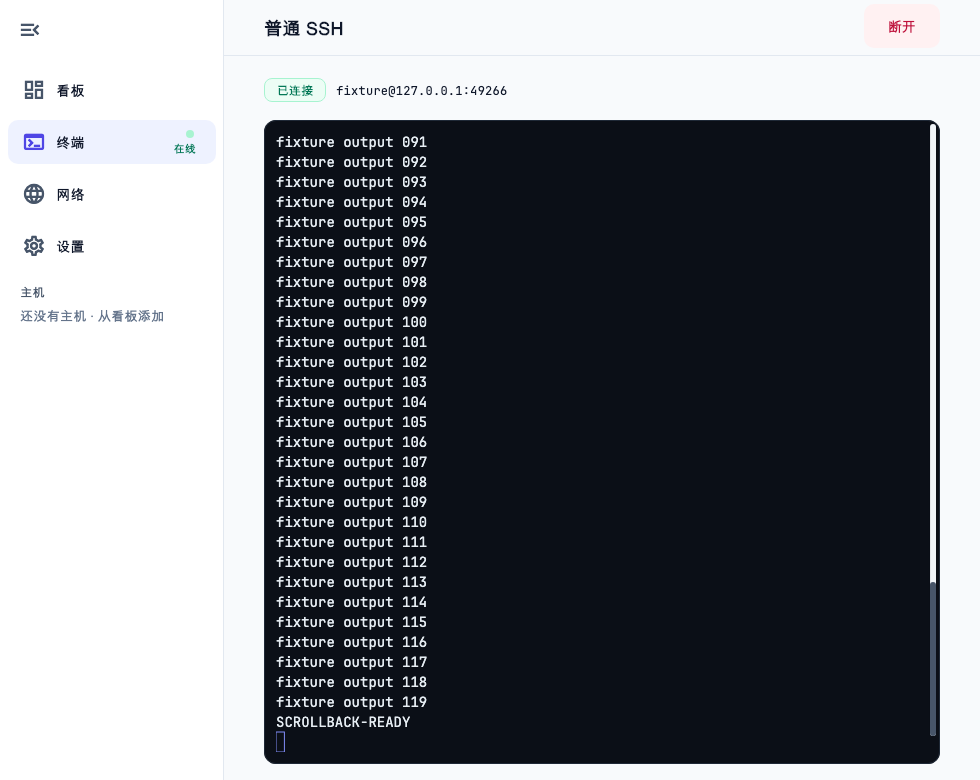 普通 SSH
断开
看板
终端
在线
网络
设置
主机
还没有主机 · 从看板添加
已连接
fixture@127.0.0.1:49266
fixture output 091
fixture output 092
fixture output 093
fixture output 094
fixture output 095
fixture output 096
fixture output 097
fixture output 098
fixture output 099
fixture output 100
fixture output 101
fixture output 102
fixture output 103
fixture output 104
fixture output 105
fixture output 106
fixture output 107
fixture output 108
fixture output 109
fixture output 110
fixture output 111
fixture output 112
fixture output 113
fixture output 114
fixture output 115
fixture output 116
fixture output 117
fixture output 118
fixture output 119
SCROLLBACK-READY